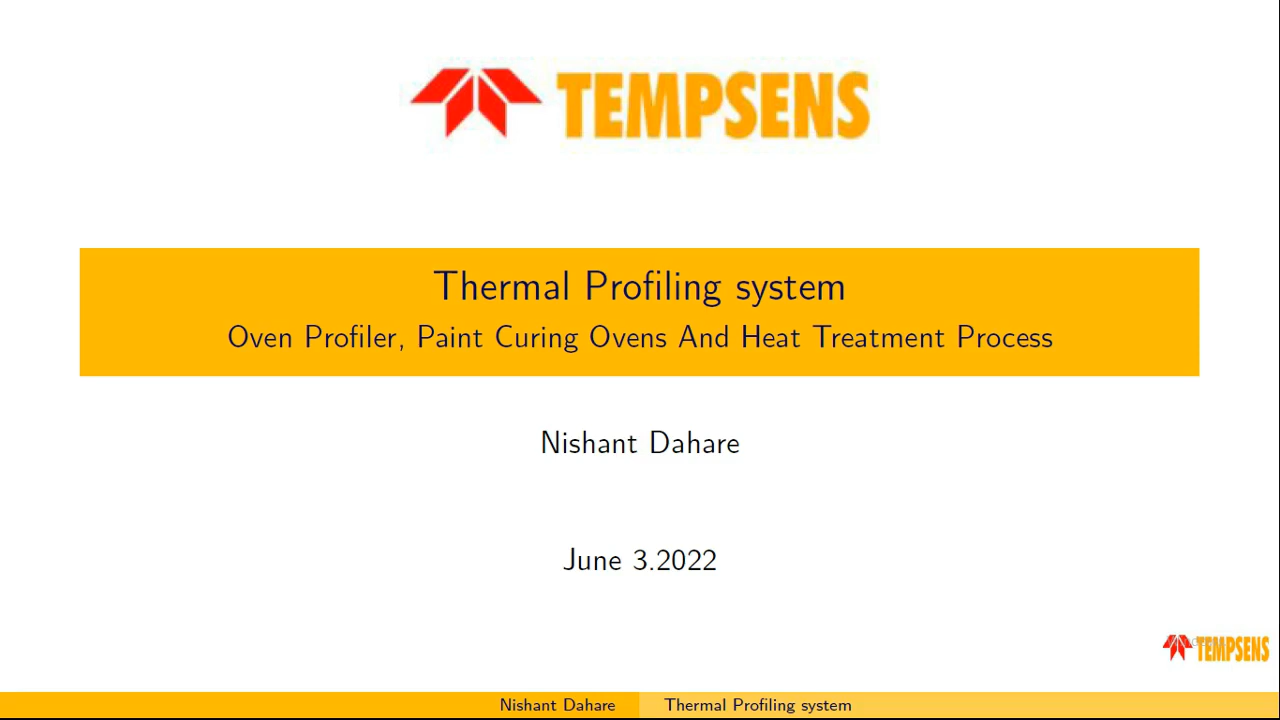 TEMPSENS
Thermal Profiling system
Oven Profiler, Paint Curing Ovens And Heat Treatment Process
Nishant Dahare
June 3.2022
TEMPSENS
Nishant Dahare
Thermal Profiling system